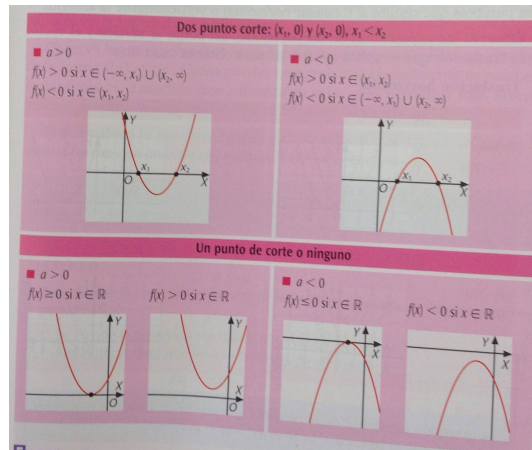 Dos puntos corte: (x₁, 0) y (x₂, 0), x₁ < x₂
■ a > 0
f(x) > 0 si x ∈ (−∞, x₁) ∪ (x₂, ∞)
f(x) < 0 si x ∈ (x₁, x₂)
Y
O
x₁
x₂
X
■ a < 0
f(x) > 0 si x ∈ (x₁, x₂)
f(x) < 0 si x ∈ (−∞, x₁) ∪ (x₂, ∞)
Y
O
x₁
x₂
X
Un punto de corte o ninguno
■ a > 0
f(x) ≥ 0 si x ∈ ℝ
Y
X
O
f(x) > 0 si x ∈ ℝ
Y
X
O
■ a < 0
f(x) ≤ 0 si x ∈ ℝ
Y
X
f(x) < 0 si x ∈ ℝ
Y
X